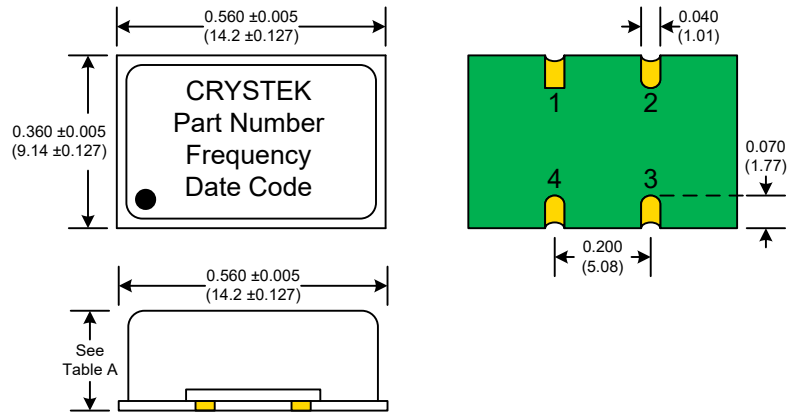 0.560 ±0.005
(14.2 ±0.127)
0.360 ±0.005
(9.14 ±0.127)
CRYSTEK
Part Number
Frequency
Date Code
0.040
(1.01)
1
2
4
3
0.070
(1.77)
0.200
(5.08)
0.560 ±0.005
(14.2 ±0.127)
See
Table A